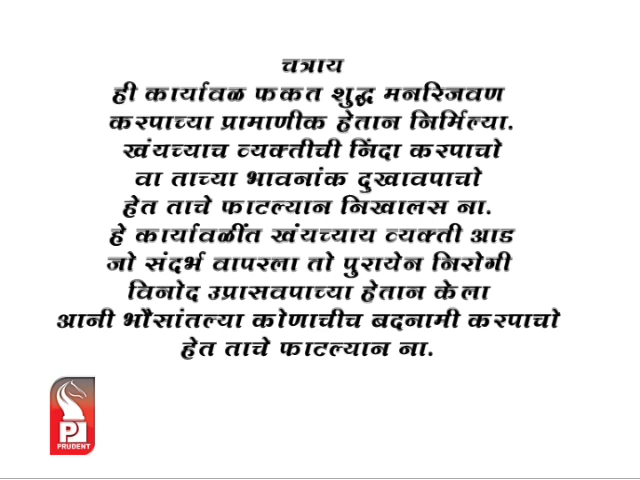 चत्राय
ही कार्यावळ फकत शुद्ध मनरिजवण
करपाच्या प्रामाणीक हेतान निर्मिल्या.
खंयच्याच व्यक्तीची निंदा करपाचो
वा ताच्या भावनांक दुखावपाचो
हेत ताचे फाटल्यान निखालस ना.
हे कार्यावळींत खंयच्याय व्यक्ती आड
जो संदर्भ वापरला तो पुरायेन निरोगी
विनोद उप्रासवपाच्या हेतान केला
आनी भौसांतल्या कोणाचीच बदनामी करपाचो
हेत ताचे फाटल्यान ना.
PRUDENT